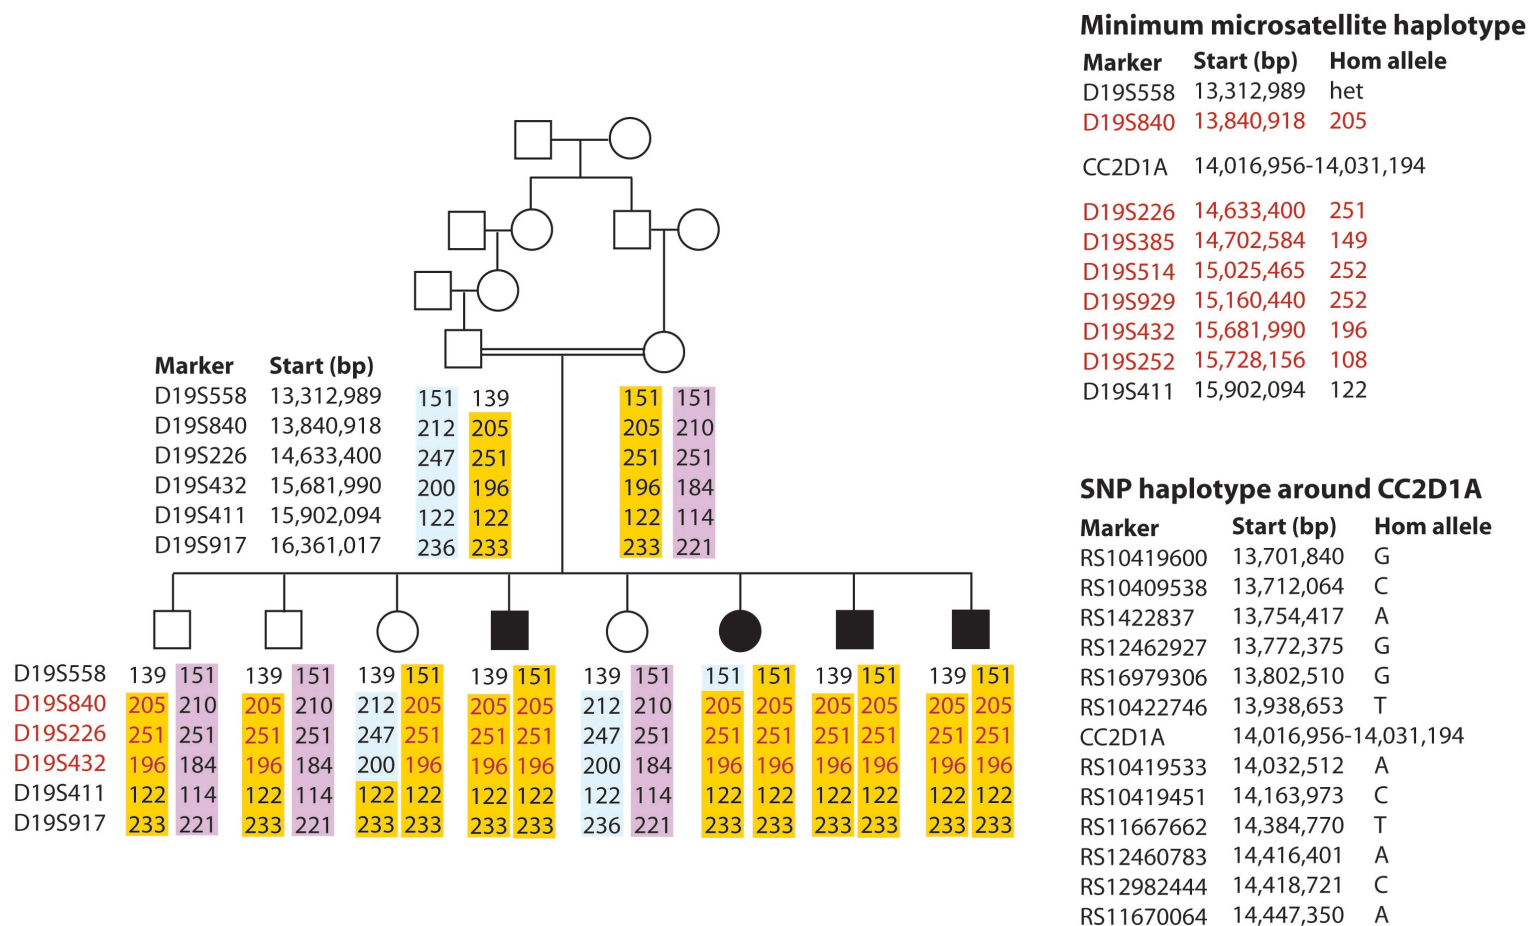 Minimum microsatellite haplotype
Marker Start (bp) Hom allele
D19S558 13,312,989 het
D19S840 13,840,918 205
CC2D1A 14,016,956-14,031,194
D19S226 14,633,400 251
D19S385 14,702,584 149
D19S514 15,025,465 252
D19S929 15,160,440 252
D19S432 15,681,990 196
D19S252 15,728,156 108
D19S411 15,902,094 122
Marker Start (bp)
D19S558 13,312,989 151 139 151 151
D19S840 13,840,918 212 205 205 210
D19S226 14,633,400 247 251 251 251
D19S432 15,681,990 200 196 196 184
D19S411 15,902,094 122 122 122 114
D19S917 16,361,017 236 233 233 221
D19S558 139 151 139 151 139 151 139 151 139 151 151 151 139 151 139 151
D19S840 205 210 205 210 212 205 205 205 212 210 205 205 205 205 205 205
D19S226 251 251 251 251 247 251 251 251 247 251 251 251 251 251 251 251
D19S432 196 184 196 184 200 196 196 196 200 184 196 196 196 196 196 196
D19S411 122 114 122 114 122 122 122 122 122 114 122 122 122 122 122 122
D19S917 233 221 233 221 233 233 233 233 236 221 233 233 233 233 233 233
SNP haplotype around CC2D1A
Marker Start (bp) Hom allele
RS10419600 13,701,840 G
RS10409538 13,712,064 C
RS1422837 13,754,417 A
RS12462927 13,772,375 G
RS16979306 13,802,510 G
RS10422746 13,938,653 T
CC2D1A 14,016,956-14,031,194
RS10419533 14,032,512 A
RS10419451 14,163,973 C
RS11667662 14,384,770 T
RS12460783 14,416,401 A
RS12982444 14,418,721 C
RS11670064 14,447,350 A